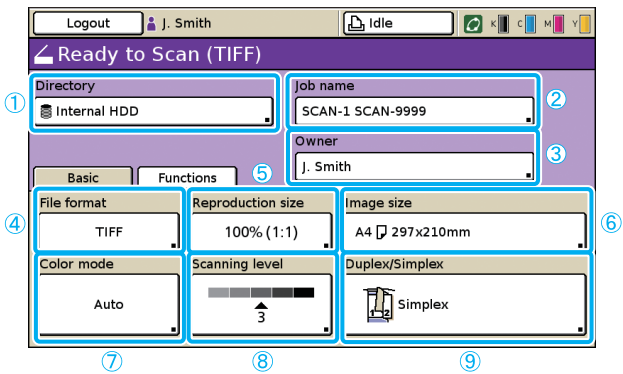 Logout J. Smith Idle K C M Y
Ready to Scan (TIFF)
Directory Job name
① Internal HDD SCAN-1 SCAN-9999 ②
Owner
J. Smith ③
Basic Functions ⑤
File format Reproduction size Image size
④ TIFF 100% (1:1) A4 297x210mm ⑥
Color mode Scanning level Duplex/Simplex
Auto 3 1 2 Simplex
⑦ ⑧ ⑨